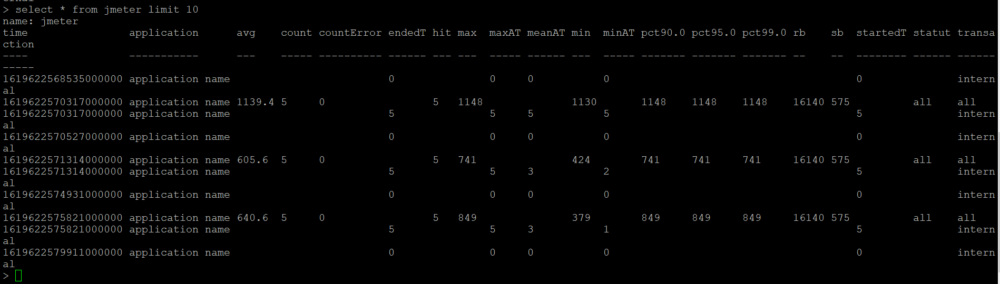 > select * from jmeter limit 10
name: jmeter
time                application      avg    count countError endedT hit max  maxAT meanAT min  minAT pct90.0 pct95.0 pct99.0 rb    sb  startedT statut transa
ction
----                -----------      ---    ----- ---------- ------ --- ---  ----- ------ ---  ----- ------- ------- ------- --    --  -------- ------ ------
-----
1619622568535000000 application name                         0               0     0           0                                       0               intern
al
1619622570317000000 application name 1139.4 5     0                 5   1148              1130       1148    1148    1148    16140 575          all    all
1619622570317000000 application name                         5               5     5           5                                       5               intern
al
1619622570527000000 application name                         0               0     0           0                                       0               intern
al
1619622571314000000 application name 605.6  5     0                 5   741               424        741     741     741     16140 575          all    all
1619622571314000000 application name                         5               5     3           2                                       5               intern
al
1619622574931000000 application name                         0               0     0           0                                       0               intern
al
1619622575821000000 application name 640.6  5     0                 5   849               379        849     849     849     16140 575          all    all
1619622575821000000 application name                         5               5     3           1                                       5               intern
al
1619622579911000000 application name                         0               0     0           0                                       0               intern
al
>